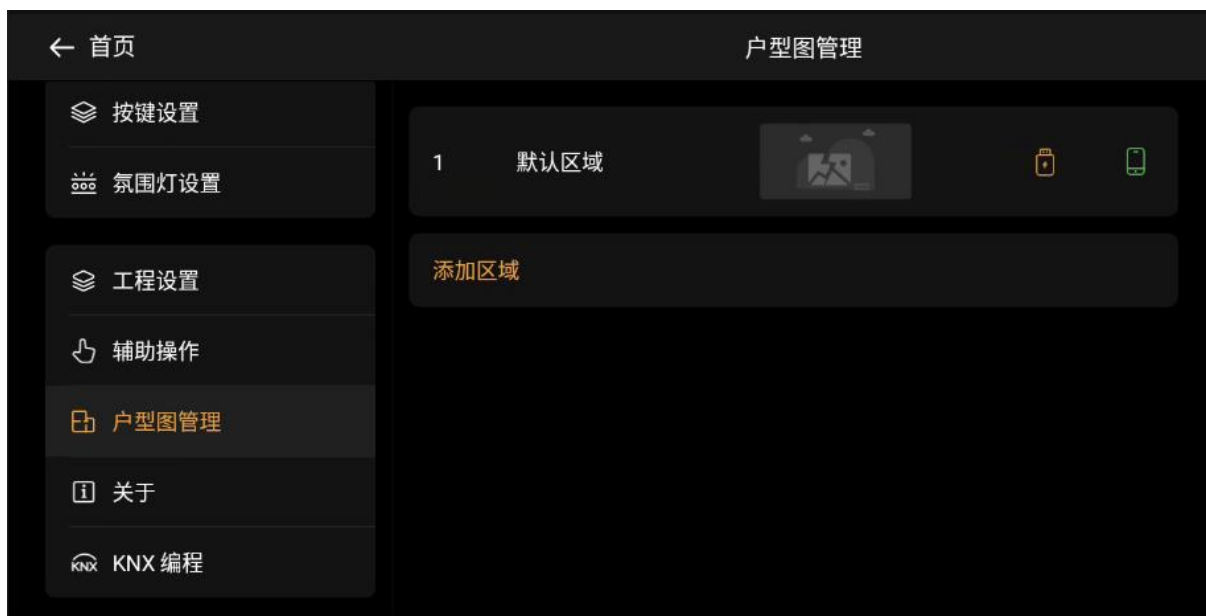 首页
户型图管理
按键设置
氛围灯设置
工程设置
辅助操作
户型图管理
关于
KNX KNX 编程
1 默认区域
添加区域